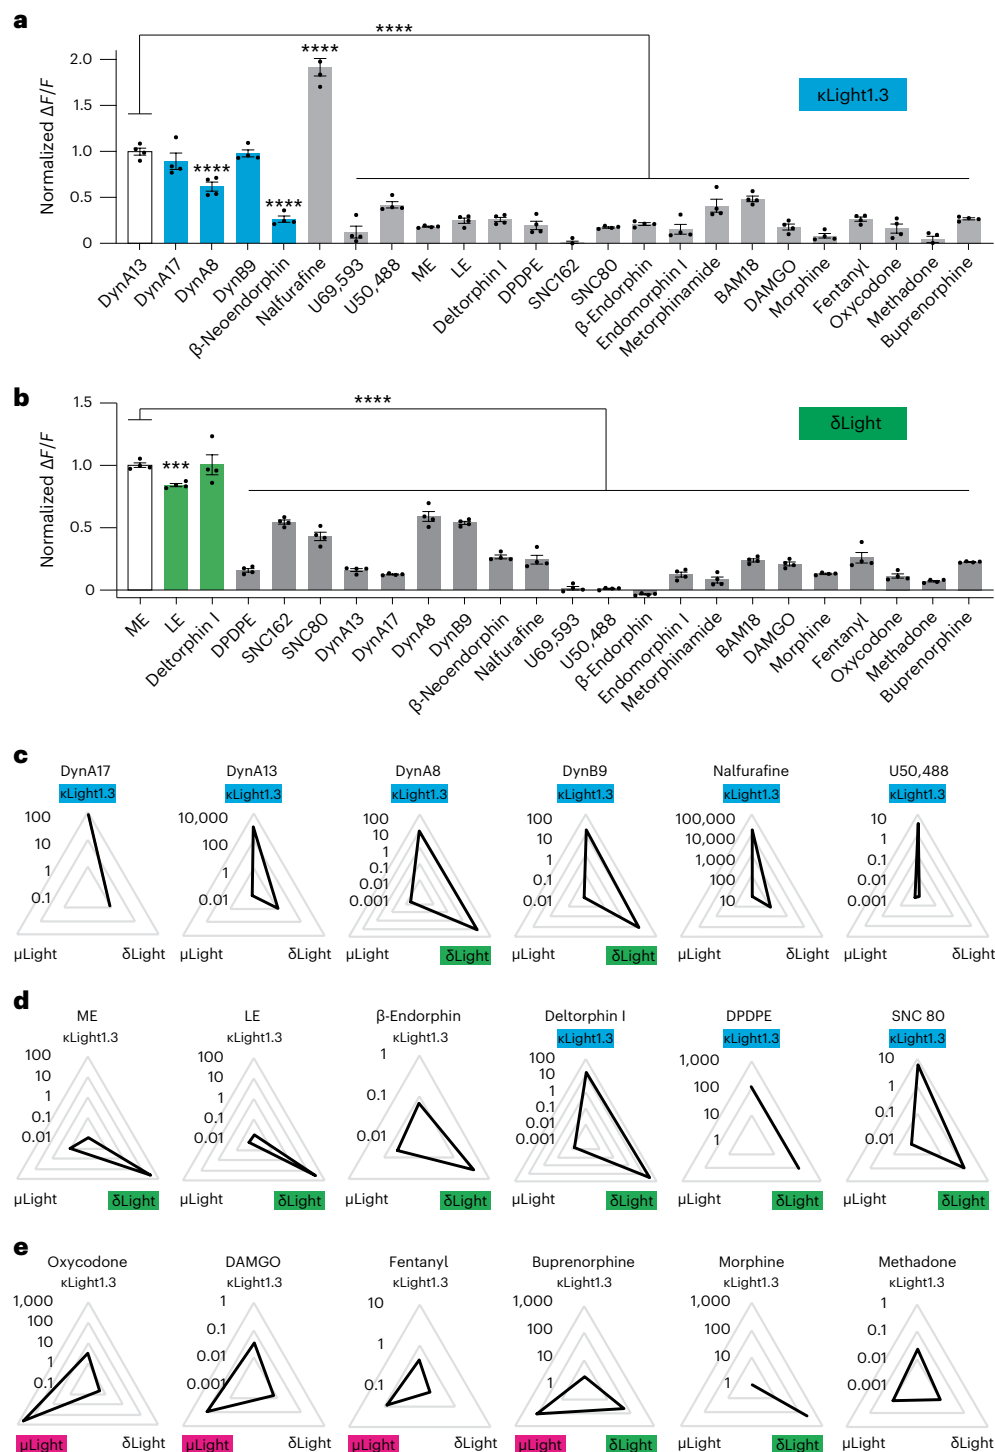 a
****
****
2.0
κLight1.3
1.5
Normalized ΔF/F
1.0
****
0.5
****
0
DynA13
DynA17
DynA8
DynB9
β-Neoendorphin
Nalfurafine
U69,593
U50,488
ME
LE
Deltorphin I
DPDPE
SNC162
SNC80
β-Endorphin
Endomorphin I
Metorphinamide
BAM18
DAMGO
Morphine
Fentanyl
Oxycodone
Methadone
Buprenorphine
b
1.5
****
δLight
Normalized ΔF/F
1.0
***
0.5
0
ME
LE
Deltorphin I
DPDPE
SNC162
SNC80
DynA13
DynA17
DynA8
DynB9
β-Neoendorphin
Nalfurafine
U69,593
U50,488
β-Endorphin
Endomorphin I
Metorphinamide
BAM18
DAMGO
Morphine
Fentanyl
Oxycodone
Methadone
Buprenorphine
c
DynA17
κLight1.3
100
10
1
0.1
μLight
δLight
DynA13
κLight1.3
10,000
100
1
0.01
μLight
δLight
DynA8
κLight1.3
100
10
1
0.1
0.01
0.001
μLight
δLight
DynB9
κLight1.3
100
10
1
0.1
0.01
μLight
δLight
Nalfurafine
κLight1.3
100,000
10,000
1,000
100
10
μLight
δLight
U50,488
κLight1.3
10
1
0.1
0.01
0.001
μLight
δLight
d
ME
κLight1.3
100
10
1
0.1
0.01
μLight
δLight
LE
κLight1.3
100
10
1
0.1
0.01
μLight
δLight
β-Endorphin
κLight1.3
1
0.1
0.01
μLight
δLight
Deltorphin I
κLight1.3
100
10
1
0.1
0.01
0.001
μLight
δLight
DPDPE
κLight1.3
1,000
100
10
1
μLight
δLight
SNC 80
κLight1.3
10
1
0.1
0.01
μLight
δLight
e
Oxycodone
κLight1.3
1,000
100
10
1
0.1
μLight
δLight
DAMGO
κLight1.3
1
0.1
0.01
0.001
μLight
δLight
Fentanyl
κLight1.3
10
1
0.1
μLight
δLight
Buprenorphine
κLight1.3
1,000
100
10
1
μLight
δLight
Morphine
κLight1.3
1,000
100
10
1
μLight
δLight
Methadone
κLight1.3
1
0.1
0.01
0.001
μLight
δLight